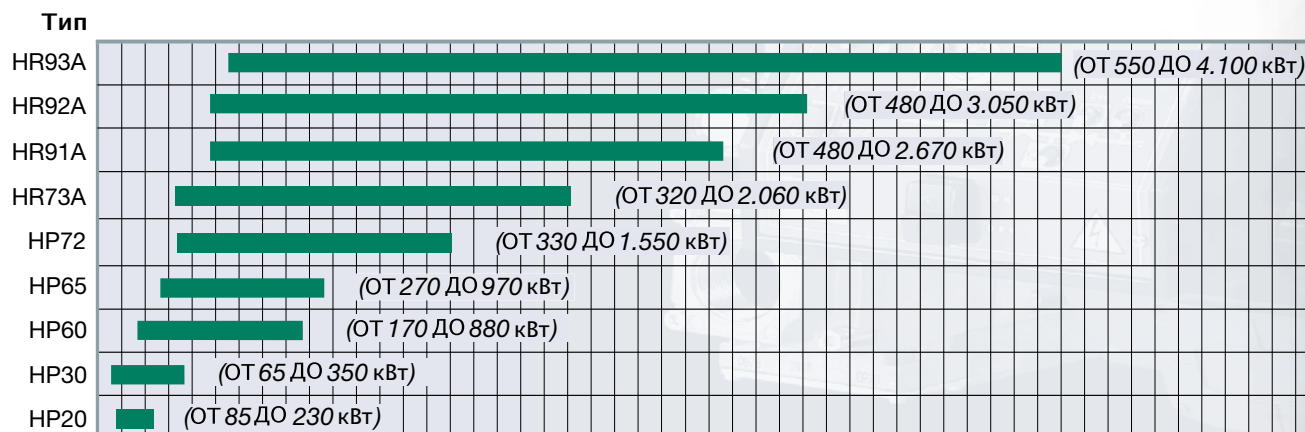 Тип
HR93A (ОТ 550 ДО 4.100 кВт)
HR92A (ОТ 480 ДО 3.050 кВт)
HR91A (ОТ 480 ДО 2.670 кВт)
HR73A (ОТ 320 ДО 2.060 кВт)
HP72 (ОТ 330 ДО 1.550 кВт)
HP65 (ОТ 270 ДО 970 кВт)
HP60 (ОТ 170 ДО 880 кВт)
HP30 (ОТ 65 ДО 350 кВт)
HP20 (ОТ 85 ДО 230 кВт)